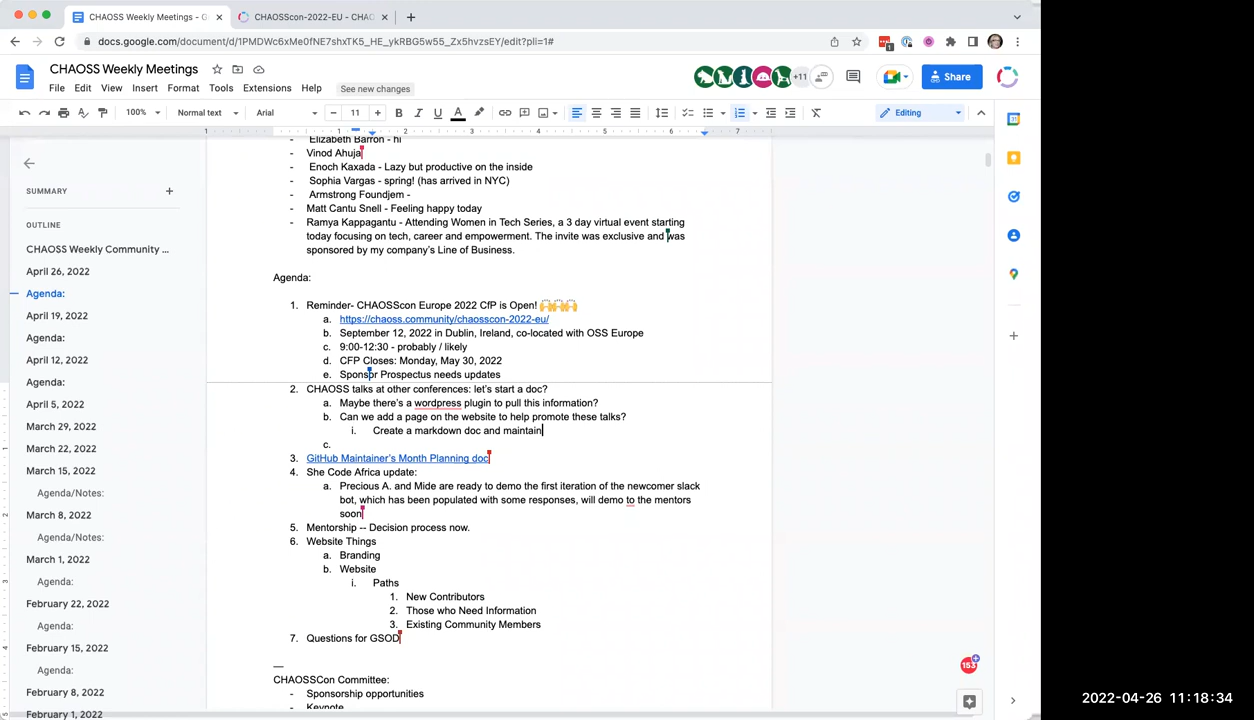 CHAOSS Weekly Meetings - G
CHAOSScon-2022-EU - CHAO
docs.google.com/document/d/1PMDWc6xMe0fNE7shxTK5_HE_ykRBG5w55_Zx5hvzsEY/edit?pli=1#
CHAOSS Weekly Meetings
File Edit View Insert Format Tools Extensions Help
See new changes
+11
Share
100% Normal text Arial 11 Editing
1 1 2 3 4 5 6 7
SUMMARY
OUTLINE
CHAOSS Weekly Community ...
April 26, 2022
Agenda:
April 19, 2022
Agenda:
April 12, 2022
Agenda:
April 5, 2022
March 29, 2022
March 22, 2022
March 15, 2022
Agenda/Notes:
March 8, 2022
Agenda/Notes:
March 1, 2022
Agenda:
February 22, 2022
Agenda:
February 15, 2022
Agenda:
February 8, 2022
February 1, 2022
- Elizabeth Barron - hi
- Vinod Ahuja
- Enoch Kaxada - Lazy but productive on the inside
- Sophia Vargas - spring! (has arrived in NYC)
- Armstrong Foundjem -
- Matt Cantu Snell - Feeling happy today
- Ramya Kappagantu - Attending Women in Tech Series, a 3 day virtual event starting
today focusing on tech, career and empowerment. The invite was exclusive and was
sponsored by my company's Line of Business.
Agenda:
1. Reminder- CHAOSScon Europe 2022 CfP is Open! 🙌🙌🙌
a. https://chaoss.community/chaosscon-2022-eu/
b. September 12, 2022 in Dublin, Ireland, co-located with OSS Europe
c. 9:00-12:30 - probably / likely
d. CFP Closes: Monday, May 30, 2022
e. Sponsor Prospectus needs updates
2. CHAOSS talks at other conferences: let's start a doc?
a. Maybe there's a wordpress plugin to pull this information?
b. Can we add a page on the website to help promote these talks?
i. Create a markdown doc and maintain
c.
3. GitHub Maintainer's Month Planning doc
4. She Code Africa update:
a. Precious A. and Mide are ready to demo the first iteration of the newcomer slack
bot, which has been populated with some responses, will demo to the mentors
soon
5. Mentorship -- Decision process now.
6. Website Things
a. Branding
b. Website
i. Paths
1. New Contributors
2. Those who Need Information
3. Existing Community Members
7. Questions for GSOD
—
CHAOSSCon Committee:
- Sponsorship opportunities
- Keynote
153
2022-04-26 11:18:34